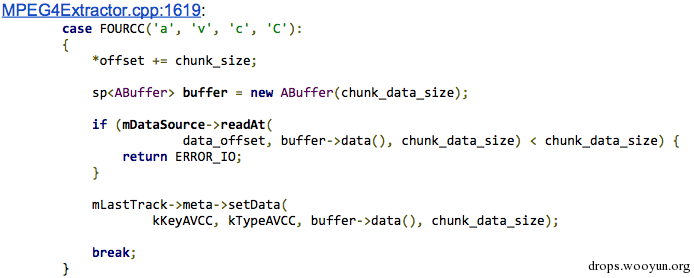 MPEG4Extractor.cpp:1619:
case FOURCC('a', 'v', 'c', 'C'):
{
*offset += chunk_size;
sp<ABuffer> buffer = new ABuffer(chunk_data_size);
if (mDataSource->readAt(
data_offset, buffer->data(), chunk_data_size) < chunk_data_size) {
return ERROR_IO;
}
mLastTrack->meta->setData(
kKeyAVCC, kTypeAVCC, buffer->data(), chunk_data_size);
break;
}
drops.wooyun.org